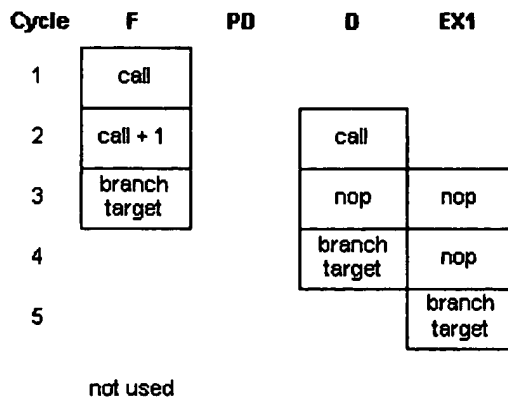 Cycle F PD D EX1
1 call
2 call + 1 call
3 branch target nop nop
4 branch target nop
5 branch target
not used